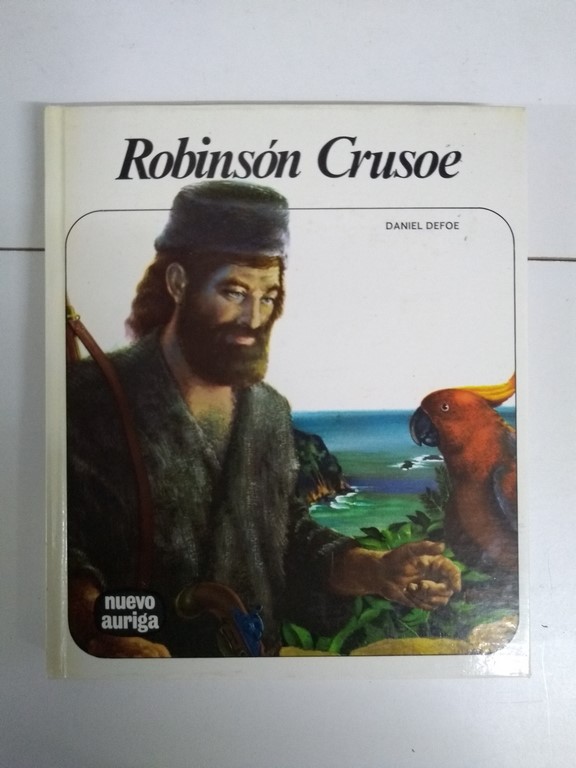 Robinsón Crusoe
DANIEL DEFOE
nuevo
auriga